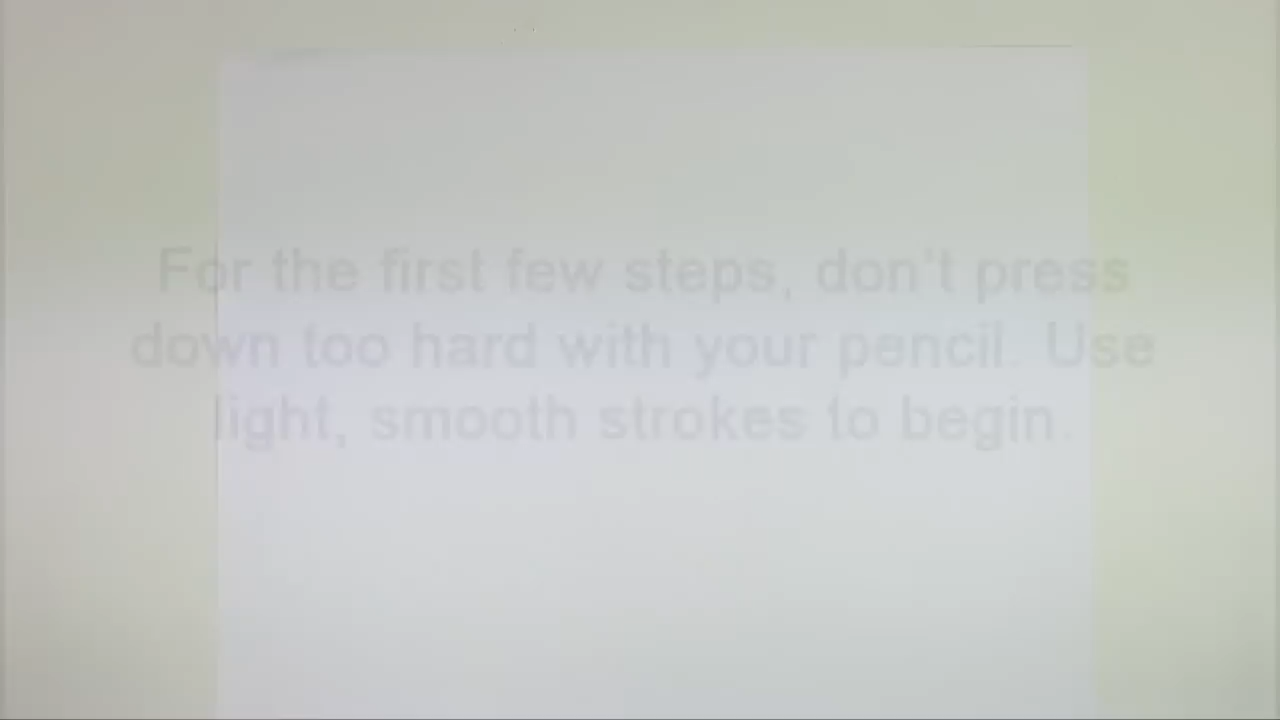 For the first few steps, don't press
down too hard with your pencil. Use
light, smooth strokes to begin.